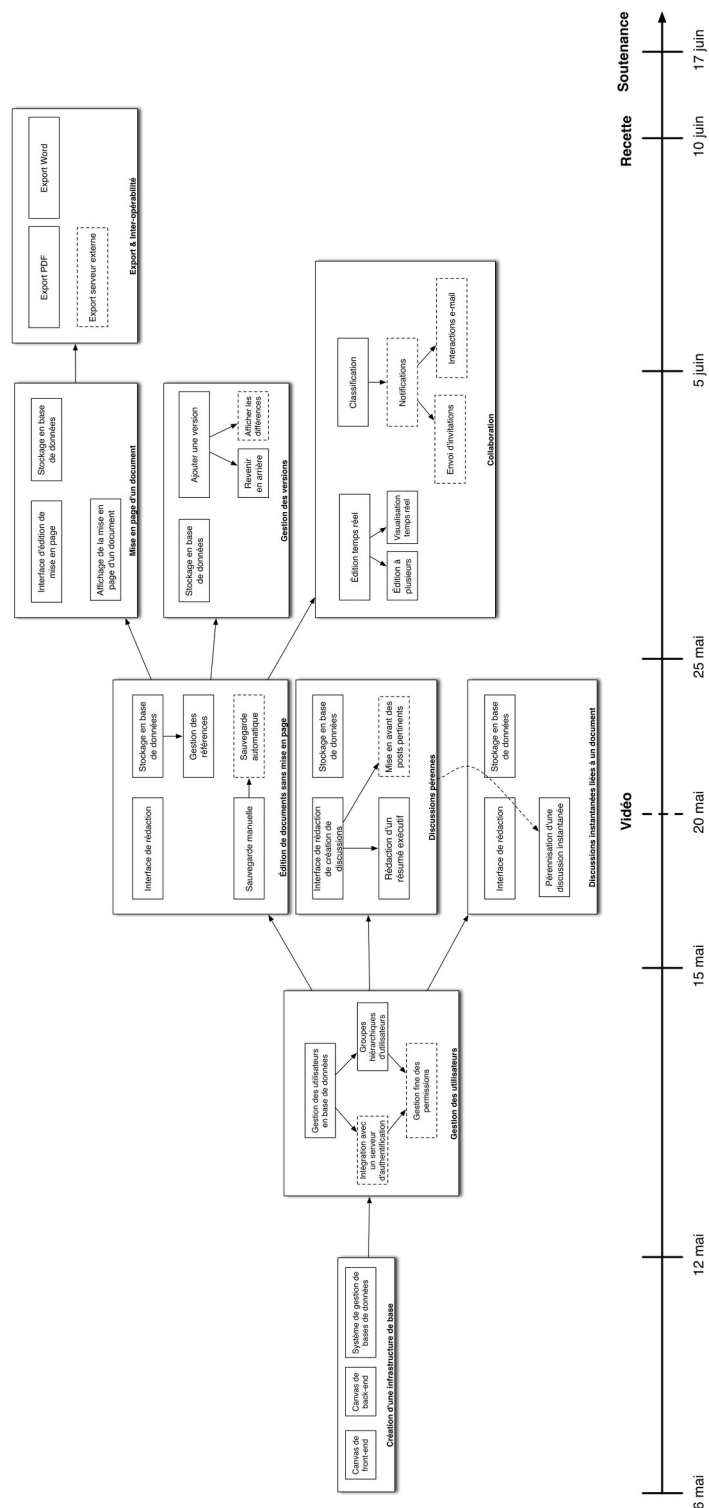 Canvas de
front-end
Canvas de
back-end
Système de gestion de
bases de données
Création d'une infrastructure de base
Gestion des utilisateurs
en base de données
Intégration avec
un serveur
d'authentification
Groupes
hiérarchiques
d'utilisateurs
Gestion fine des
permissions
Gestion des utilisateurs
Interface de rédaction
Stockage en base
de données
Gestion des
références
Sauvegarde manuelle
Sauvegarde
automatique
Édition de documents sans mise en page
Interface de rédaction
de création de
discussions
Stockage en base
de données
Rédaction d'un
résumé exécutif
Mise en avant des
posts pertinents
Discussions pérennes
Interface de rédaction
Stockage en base
de données
Pérennisation d'une
discussion instantanée
Discussions instantanées liées à un document
Interface d'édition de
mise en page
Stockage en base
de données
Affichage de la mise en
page d'un document
Mise en page d'un document
Stockage en base
de données
Ajouter une version
Revenir
en arrière
Afficher les
différences
Gestion des versions
Édition temps réel
Édition à
plusieurs
Visualisation
temps réel
Classification
Notifications
Envoi d'invitations
Interactions e-mail
Collaboration
Export PDF
Export Word
Export serveur externe
Export & Inter-opérabilité
Vidéo
Recette
Soutenance
6 mai
12 mai
15 mai
20 mai
25 mai
5 juin
10 juin
17 juin